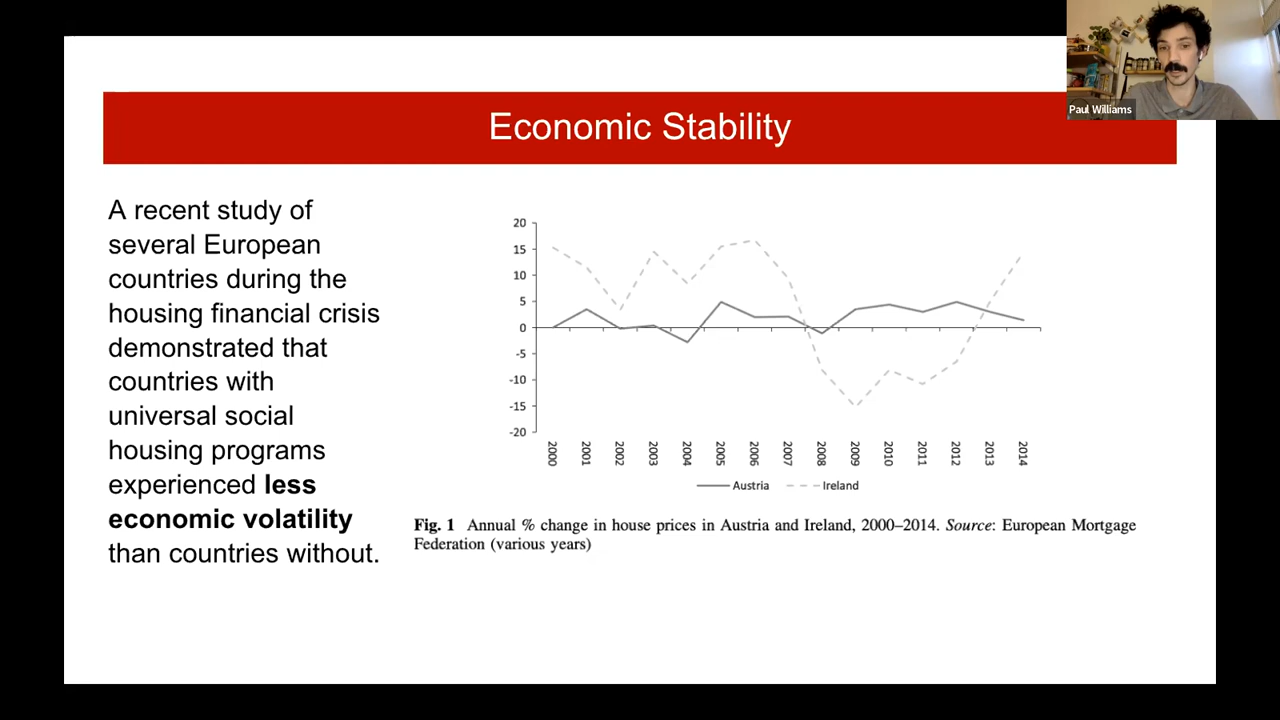 Paul Williams
Economic Stability
A recent study of
several European
countries during the
housing financial crisis
demonstrated that
countries with
universal social
housing programs
experienced less
economic volatility
than countries without.
20
15
10
5
0
-5
-10
-15
-20
2000
2001
2002
2003
2004
2005
2006
2007
2008
2009
2010
2011
2012
2013
2014
Austria
Ireland
Fig. 1 Annual % change in house prices in Austria and Ireland, 2000–2014. Source: European Mortgage
Federation (various years)